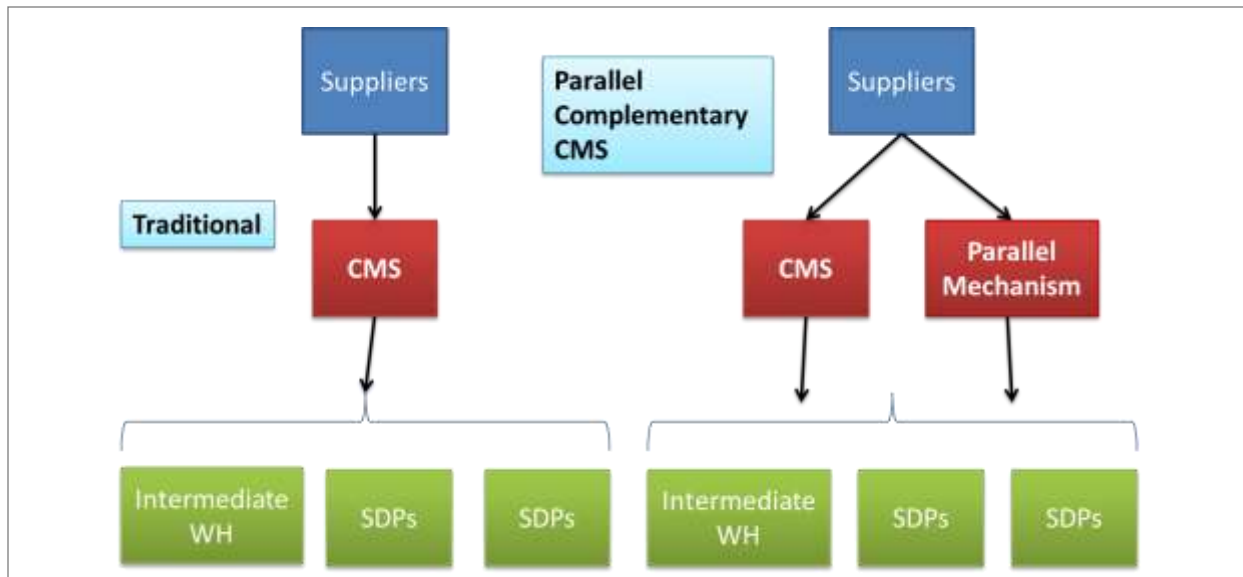 Suppliers
Parallel
Complementary
CMS
Suppliers
Traditional
CMS
CMS
Parallel
Mechanism
Intermediate
WH
SDPs
SDPs
Intermediate
WH
SDPs
SDPs